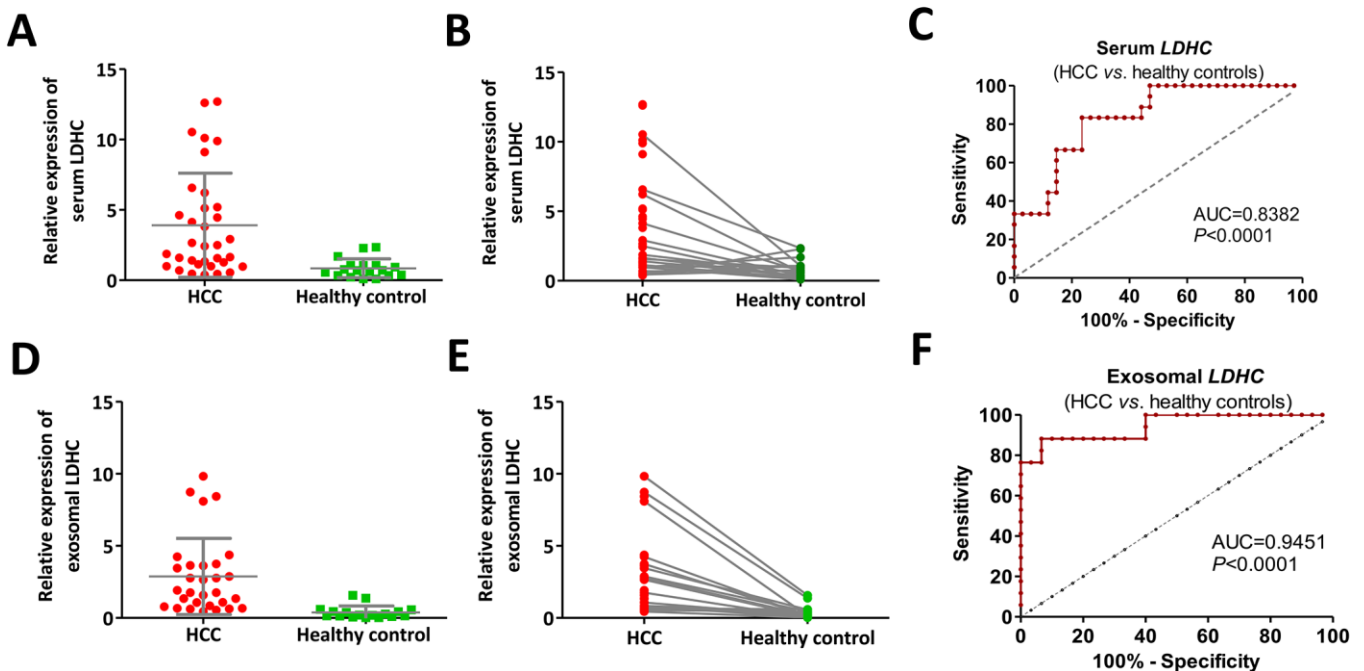 A
Relative expression of
serum LDHC
15
10
5
0
HCC
Healthy control
B
Relative expression of
serum LDHC
15
10
5
0
HCC
Healthy control
C
Serum LDHC
(HCC vs. healthy controls)
Sensitivity
100
80
60
40
20
0
AUC=0.8382
P<0.0001
0 20 40 60 80 100
100% - Specificity
D
Relative expression of
exosomal LDHC
15
10
5
0
HCC
Healthy control
E
Relative expression of
exosomal LDHC
15
10
5
0
HCC
Healthy control
F
Exosomal LDHC
(HCC vs. healthy controls)
Sensitivity
100
80
60
40
20
0
AUC=0.9451
P<0.0001
0 20 40 60 80 100
100% - Specificity